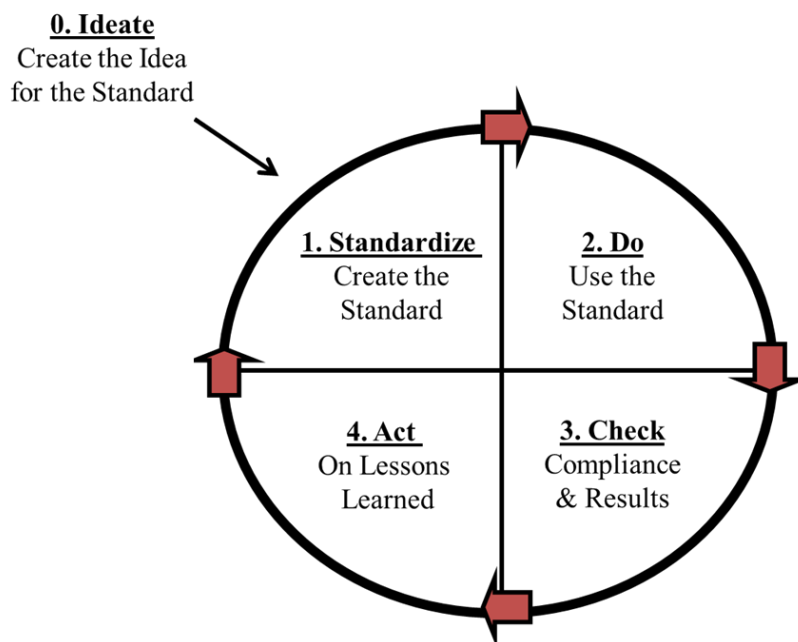 0. Ideate
Create the Idea
for the Standard
1. Standardize
Create the
Standard
2. Do
Use the
Standard
4. Act
On Lessons
Learned
3. Check
Compliance
& Results